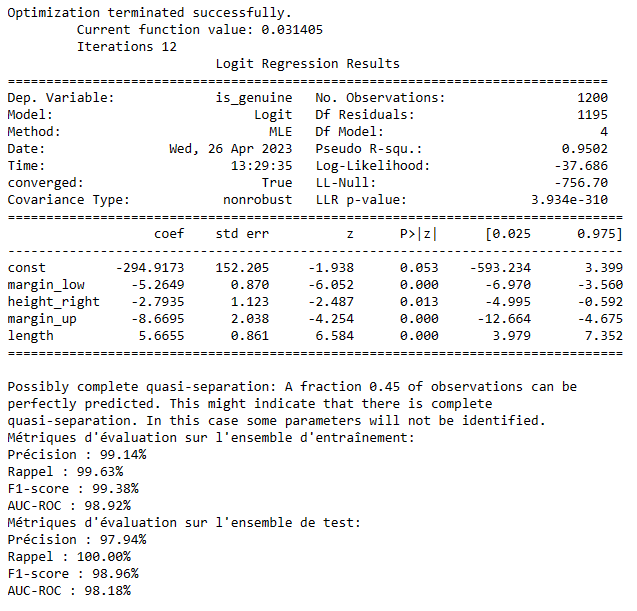 Optimization terminated successfully.
         Current function value: 0.031405
         Iterations 12
                           Logit Regression Results
==============================================================================
Dep. Variable:             is_genuine   No. Observations:                 1200
Model:                          Logit   Df Residuals:                     1195
Method:                           MLE   Df Model:                            4
Date:                Wed, 26 Apr 2023   Pseudo R-squ.:                  0.9502
Time:                        13:29:35   Log-Likelihood:                -37.686
converged:                       True   LL-Null:                       -756.70
Covariance Type:            nonrobust   LLR p-value:                3.934e-310
================================================================================
                   coef    std err          z      P>|z|      [0.025      0.975]
--------------------------------------------------------------------------------
const         -294.9173    152.205     -1.938      0.053    -593.234       3.399
margin_low      -5.2649      0.870     -6.052      0.000      -6.970      -3.560
height_right    -2.7935      1.123     -2.487      0.013      -4.995      -0.592
margin_up       -8.6695      2.038     -4.254      0.000     -12.664      -4.675
length           5.6655      0.861      6.584      0.000       3.979       7.352
================================================================================
Possibly complete quasi-separation: A fraction 0.45 of observations can be
perfectly predicted. This might indicate that there is complete
quasi-separation. In this case some parameters will not be identified.
Métriques d'évaluation sur l'ensemble d'entraînement:
Précision : 99.14%
Rappel : 99.63%
F1-score : 99.38%
AUC-ROC : 98.92%
Métriques d'évaluation sur l'ensemble de test:
Précision : 97.94%
Rappel : 100.00%
F1-score : 98.96%
AUC-ROC : 98.18%